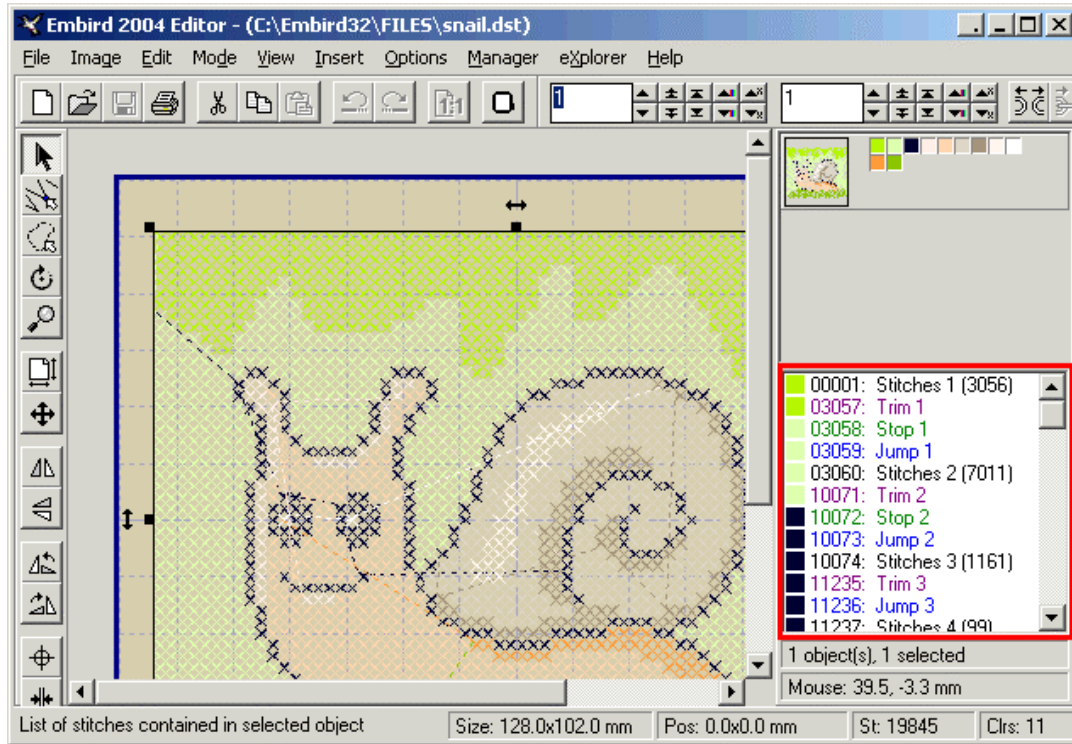 Embird 2004 Editor - (C:\Embird32\FILES\snail.dst)
File Image Edit Mode View Insert Options Manager eXplorer Help
1:1 1 1
00001: Stitches 1 (3056)
03057: Trim 1
03058: Stop 1
03059: Jump 1
03060: Stitches 2 (7011)
10071: Trim 2
10072: Stop 2
10073: Jump 2
10074: Stitches 3 (1161)
11235: Trim 3
11236: Jump 3
11237: Stitches 4 (99)
1 object(s), 1 selected
Mouse: 39.5, -3.3 mm
List of stitches contained in selected object Size: 128.0x102.0 mm Pos: 0.0x0.0 mm St: 19845 Clrs: 11